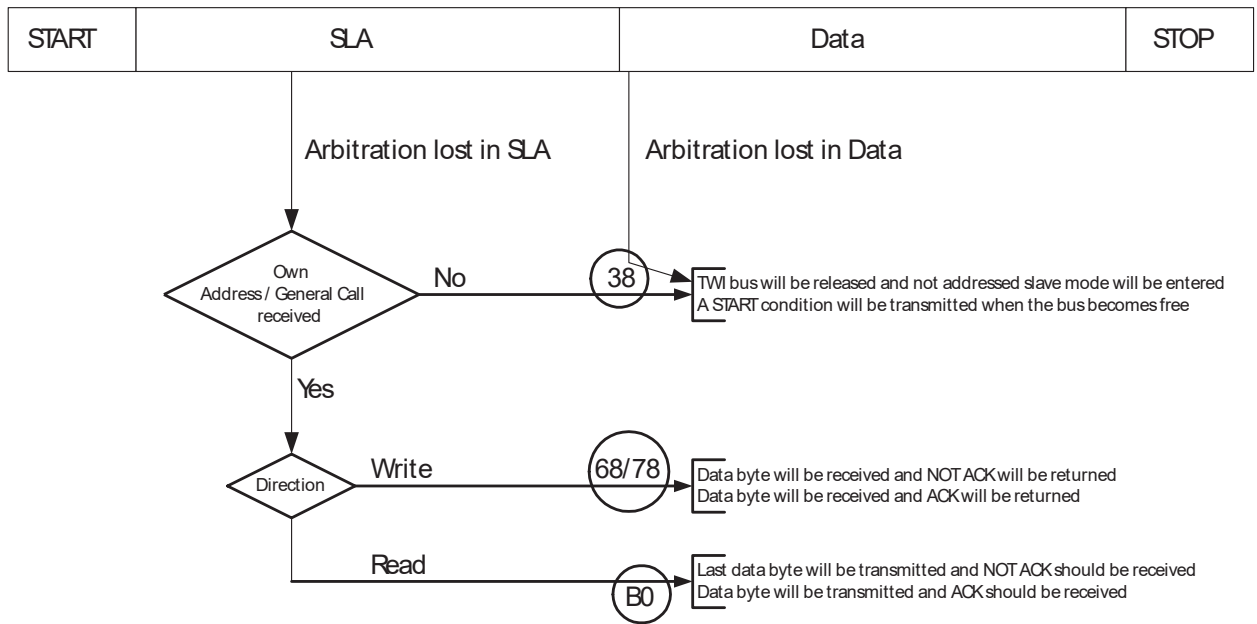 START SLA Data STOP
Arbitration lost in SLA Arbitration lost in Data
Own
Address / General Call
received
No
38
TWI bus will be released and not addressed slave mode will be entered
A START condition will be transmitted when the bus becomes free
Yes
Direction
Write
68/78
Data byte will be received and NOT ACK will be returned
Data byte will be received and ACK will be returned
Read
B0
Last data byte will be transmitted and NOT ACK should be received
Data byte will be transmitted and ACK should be received